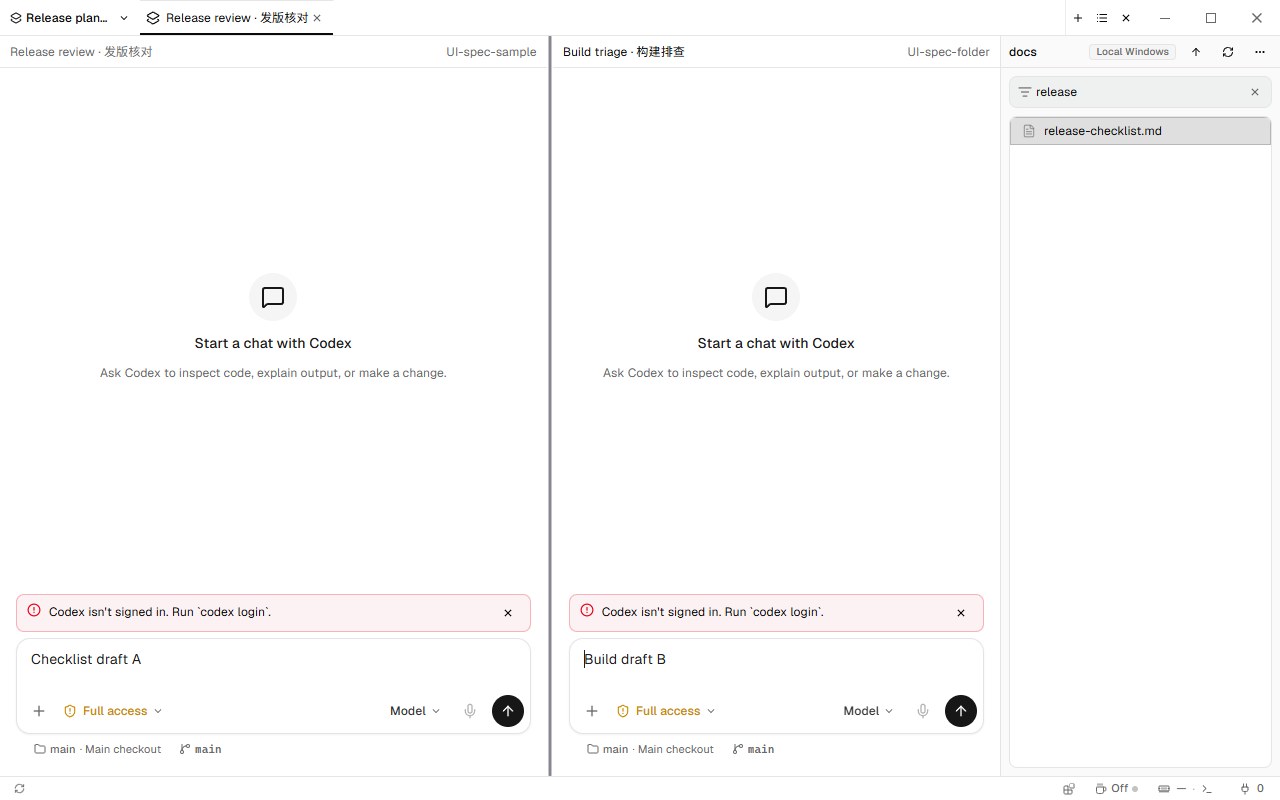 Release plan...
Release review · 发版核对
Release review · 发版核对
UI-spec-sample
Build triage · 构建排查
UI-spec-folder
docs
Local Windows
release
release-checklist.md
Start a chat with Codex
Ask Codex to inspect code, explain output, or make a change.
Start a chat with Codex
Ask Codex to inspect code, explain output, or make a change.
Codex isn't signed in. Run `codex login`.
Codex isn't signed in. Run `codex login`.
Checklist draft A
Full access
Model
main · Main checkout
main
Build draft B
Full access
Model
main · Main checkout
main
Off
— ·
0